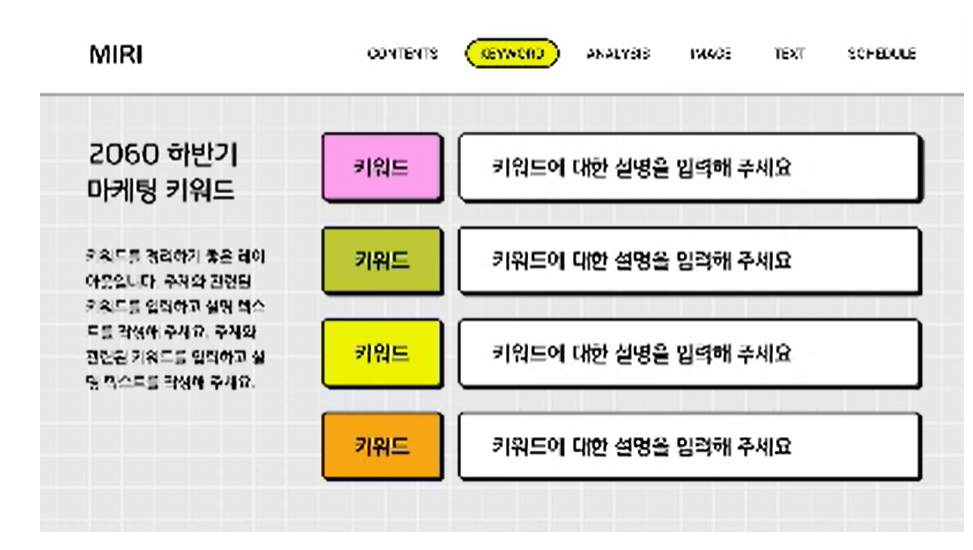 MIRI
CONTENTS
KEYWORD
ANALYSIS
IMAGE
TEXT
SCHEDULE
2060 하반기
마케팅 키워드
키워드를 정리하기 좋은 레이
아웃입니다. 주제와 관련된
키워드를 입력하고 설명 텍스
트를 작성해 주세요. 주제와
관련된 키워드를 입력하고 설
명 텍스트를 작성해 주세요.
키워드
키워드에 대한 설명을 입력해 주세요
키워드
키워드에 대한 설명을 입력해 주세요
키워드
키워드에 대한 설명을 입력해 주세요
키워드
키워드에 대한 설명을 입력해 주세요